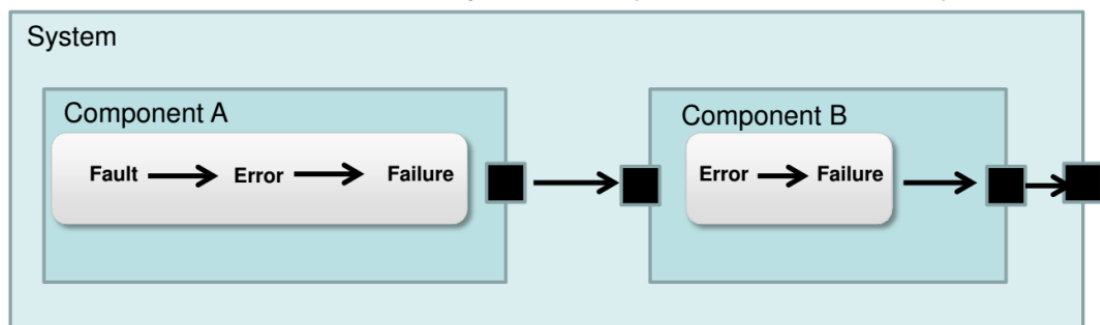 System
Component A
Component B
Fault Error Failure
Error Failure